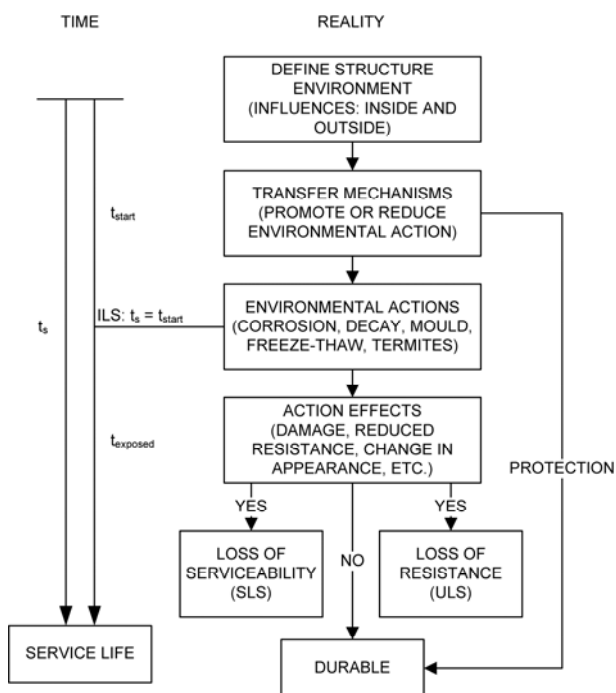 TIME
REALITY
DEFINE STRUCTURE
ENVIRONMENT
(INFLUENCES: INSIDE AND
OUTSIDE)
TRANSFER MECHANISMS
(PROMOTE OR REDUCE
ENVIRONMENTAL ACTION)
t_start
ILS: t_s = t_start
ENVIRONMENTAL ACTIONS
(CORROSION, DECAY, MOULD,
FREEZE-THAW, TERMITES)
t_s
ACTION EFFECTS
(DAMAGE, REDUCED
RESISTANCE, CHANGE IN
APPEARANCE, ETC.)
t_exposed
PROTECTION
YES
YES
LOSS OF
SERVICEABILITY
(SLS)
NO
LOSS OF
RESISTANCE
(ULS)
SERVICE LIFE
DURABLE